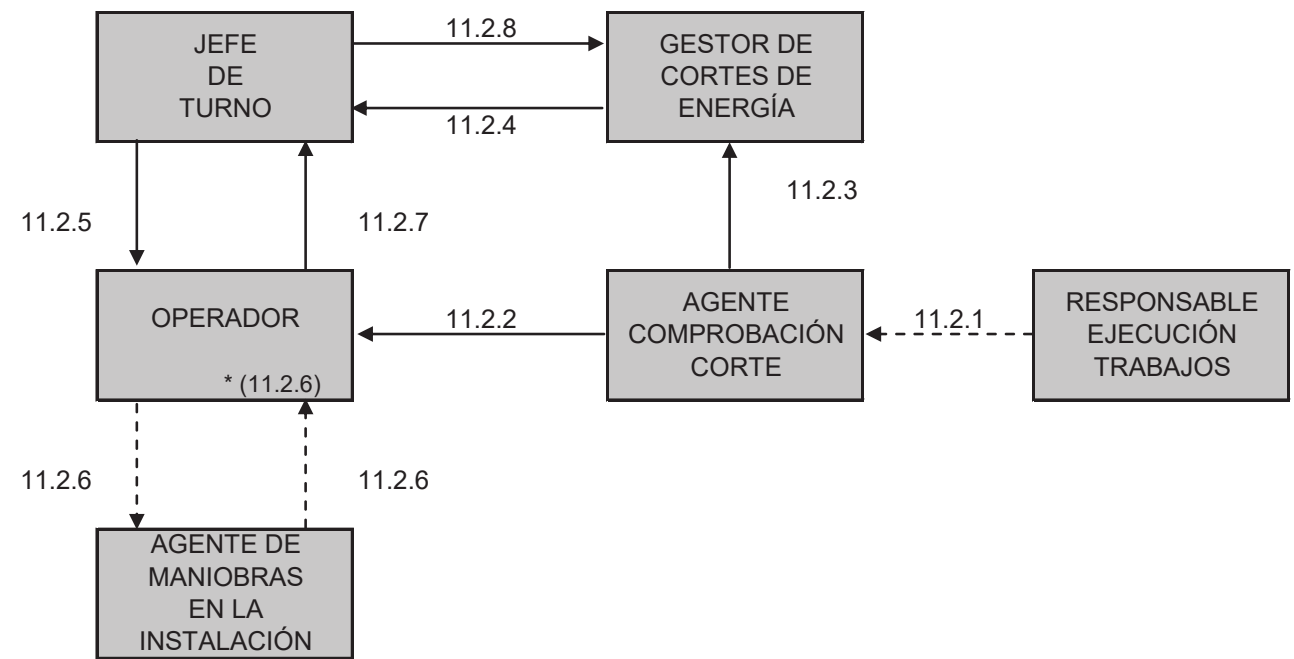 JEFE
DE
TURNO
11.2.8
11.2.4
GESTOR DE
CORTES DE
ENERGÍA
11.2.5
11.2.7
11.2.3
OPERADOR
* (11.2.6)
11.2.2
AGENTE
COMPROBACIÓN
CORTE
11.2.1
RESPONSABLE
EJECUCIÓN
TRABAJOS
11.2.6
11.2.6
AGENTE DE
MANIOBRAS
EN LA
INSTALACIÓN